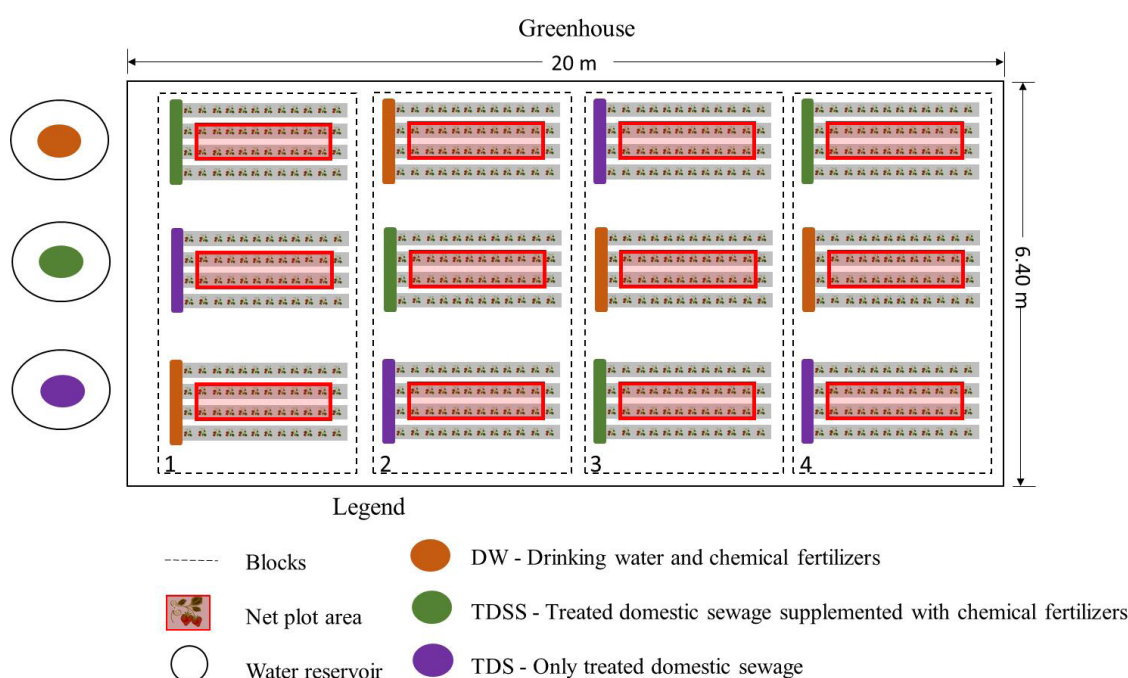 Greenhouse
20 m
6.40 m
1 2 3 4
Legend
Blocks
Net plot area
Water reservoir
DW - Drinking water and chemical fertilizers
TDSS - Treated domestic sewage supplemented with chemical fertilizers
TDS - Only treated domestic sewage